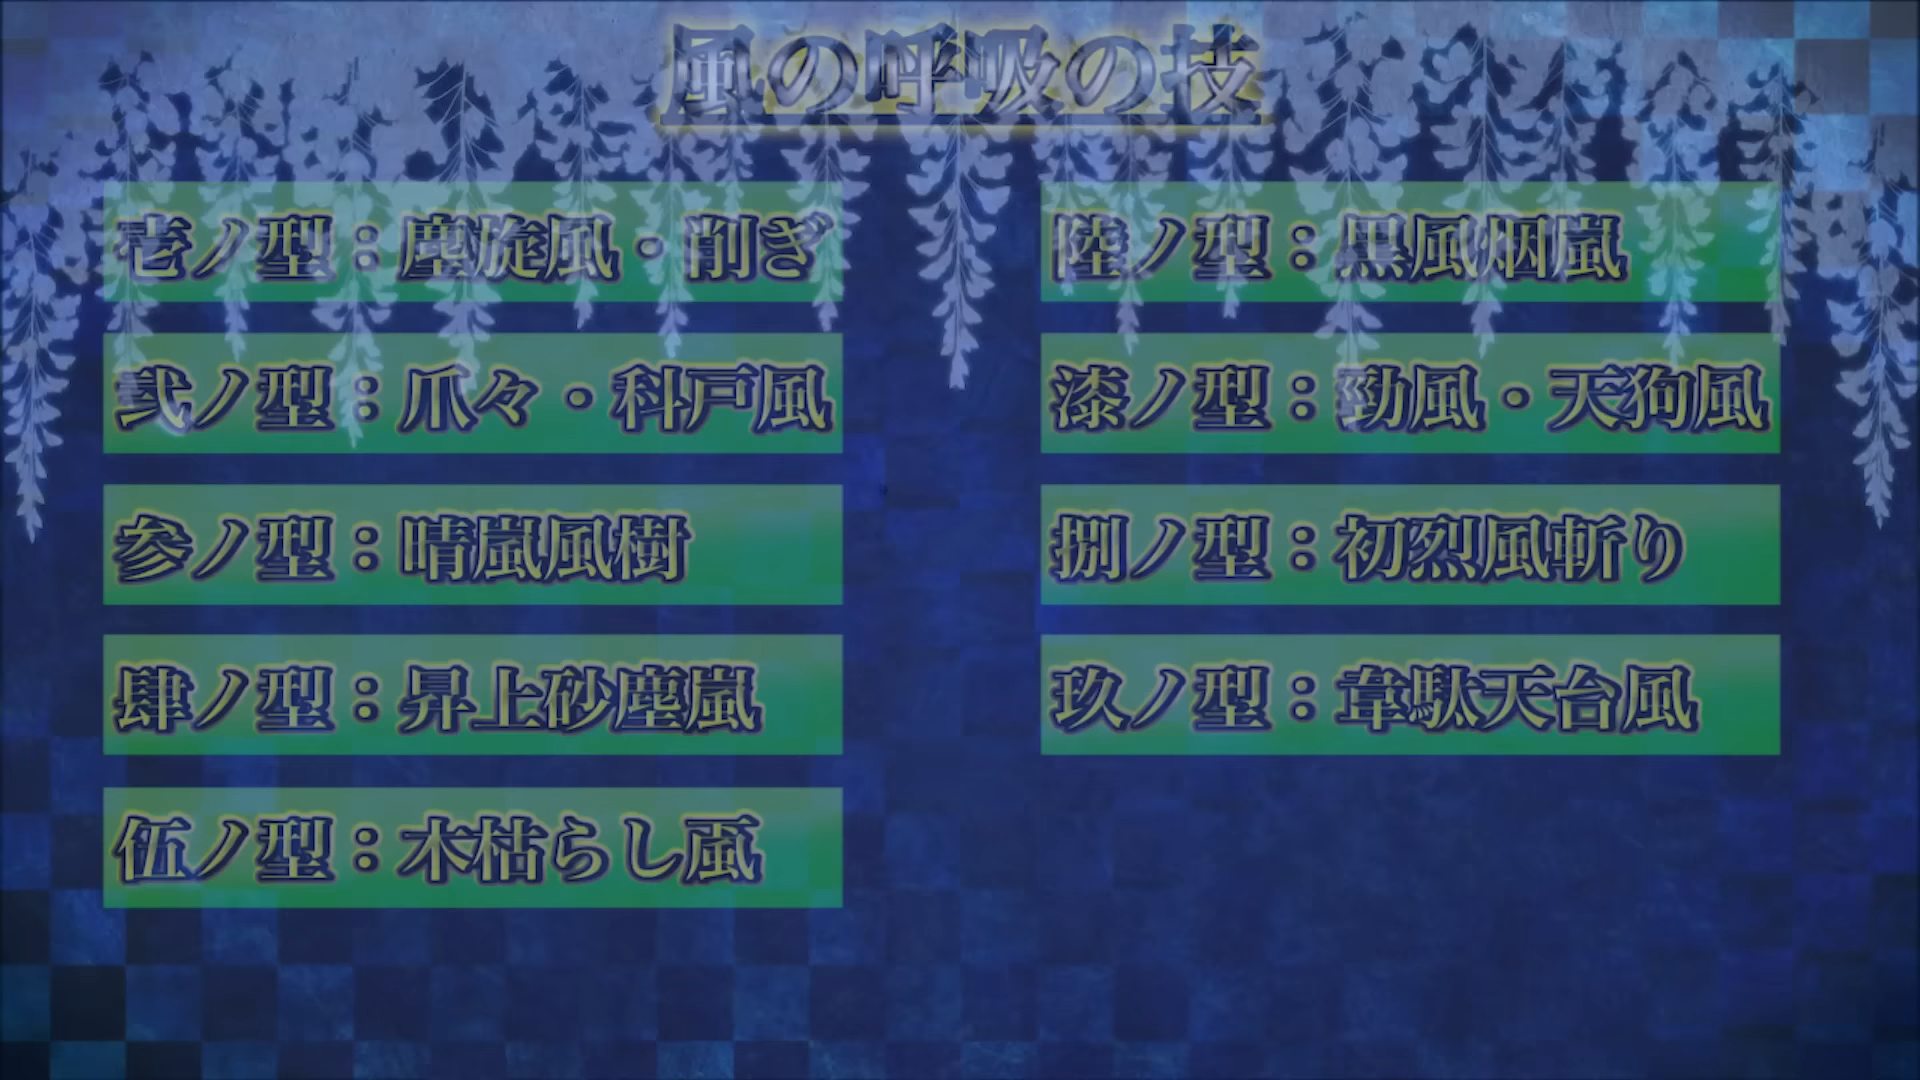 風の呼吸の技
壱ノ型：塵旋風・削ぎ
弐ノ型：爪々・科戸風
参ノ型：晴嵐風樹
肆ノ型：昇上砂塵嵐
伍ノ型：木枯らし颪
陸ノ型：黒風烟嵐
漆ノ型：勁風・天狗風
捌ノ型：初烈風斬り
玖ノ型：韋駄天台風